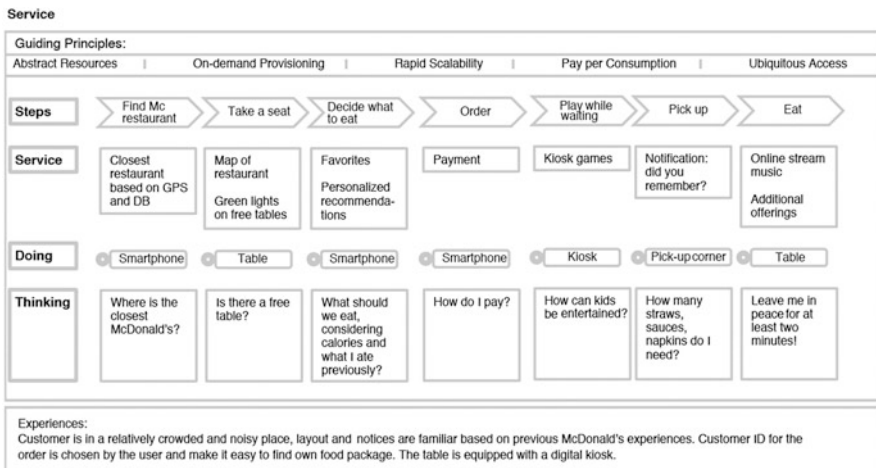 Service
Guiding Principles:
Abstract Resources | On-demand Provisioning | Rapid Scalability | Pay per Consumption | Ubiquitous Access
Steps
Find Mc
restaurant
Take a seat
Decide what
to eat
Order
Play while
waiting
Pick up
Eat
Service
Closest
restaurant
based on GPS
and DB
Map of
restaurant
Green lights
on free tables
Favorites
Personalized
recommenda-
tions
Payment
Kiosk games
Notification:
did you
remember?
Online stream
music
Additional
offerings
Doing
Smartphone
Table
Smartphone
Smartphone
Kiosk
Pick-up corner
Table
Thinking
Where is the
closest
McDonald's?
Is there a free
table?
What should
we eat,
considering
calories and
what I ate
previously?
How do I pay?
How can kids
be entertained?
How many
straws,
sauces,
napkins do I
need?
Leave me in
peace for at
least two
minutes!
Experiences:
Customer is in a relatively crowded and noisy place, layout and notices are familiar based on previous McDonald's experiences. Customer ID for the
order is chosen by the user and make it easy to find own food package. The table is equipped with a digital kiosk.